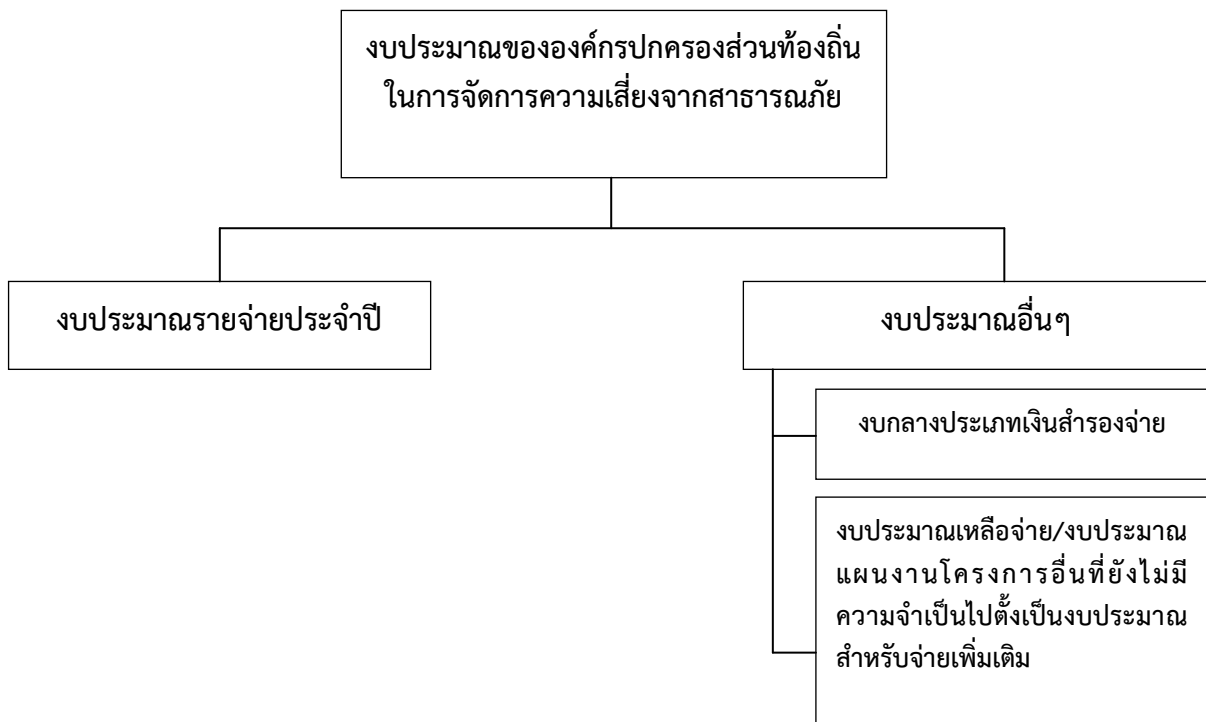 งบประมาณขององค์กรปกครองส่วนท้องถิ่น
ในการจัดการความเสี่ยงจากสาธารณภัย
งบประมาณรายจ่ายประจำปี
งบประมาณอื่นๆ
งบกลางประเภทเงินสำรองจ่าย
งบประมาณเหลือจ่าย/งบประมาณ
แผนงานโครงการอื่นที่ยังไม่มี
ความจำเป็นไปตั้งเป็นงบประมาณ
สำหรับจ่ายเพิ่มเติม